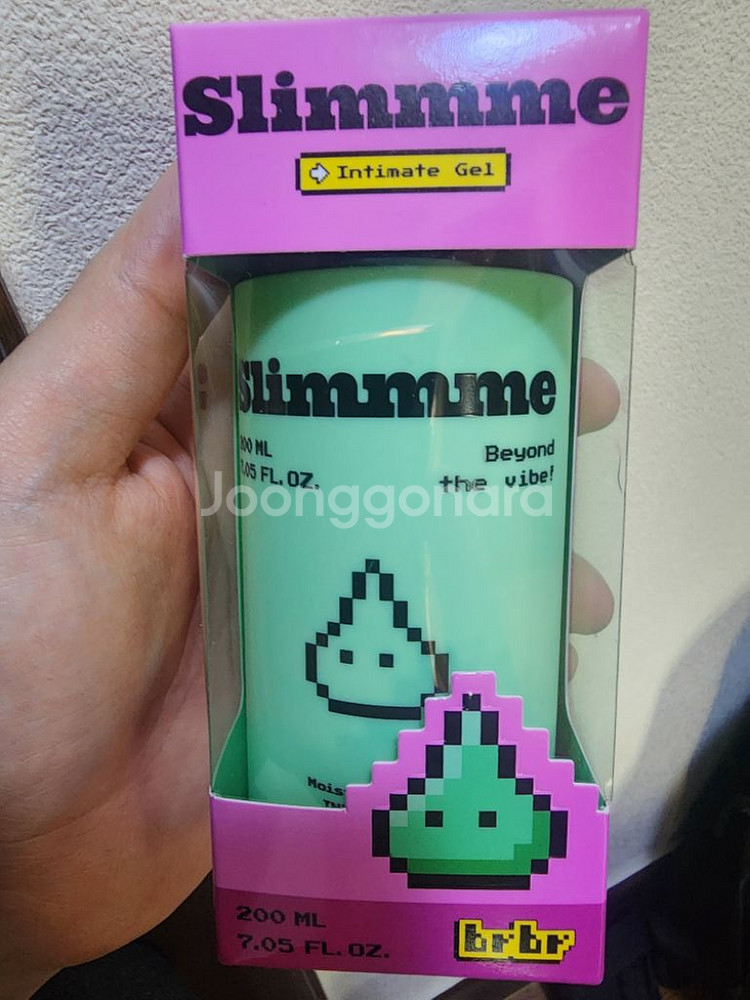 Slimmme
Intimate Gel
Slimmme
200 ML
7.05 FL. OZ.
Beyond
the vibe!
Joonggonara
200 ML
7.05 FL. OZ.
brbr